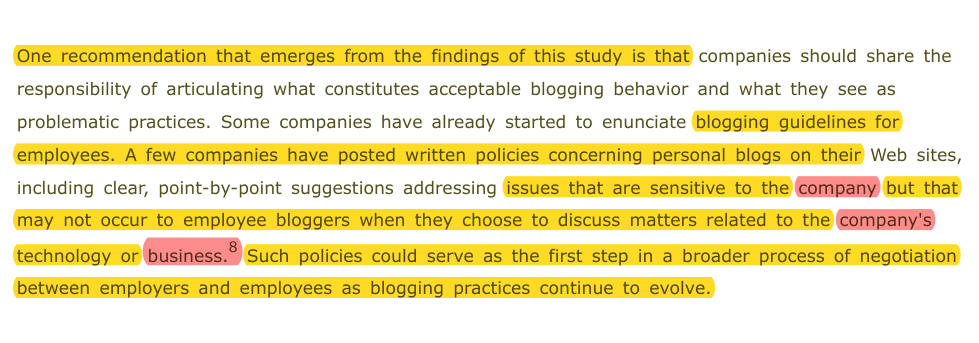 One recommendation that emerges from the findings of this study is that companies should share the
responsibility of articulating what constitutes acceptable blogging behavior and what they see as
problematic practices. Some companies have already started to enunciate blogging guidelines for
employees. A few companies have posted written policies concerning personal blogs on their Web sites,
including clear, point-by-point suggestions addressing issues that are sensitive to the company but that
may not occur to employee bloggers when they choose to discuss matters related to the company's
technology or business.8 Such policies could serve as the first step in a broader process of negotiation
between employers and employees as blogging practices continue to evolve.